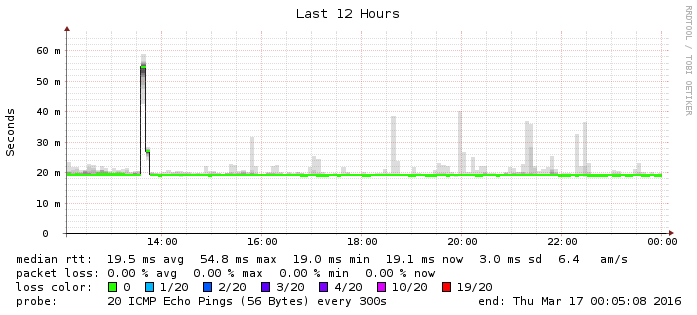 Last 12 Hours
RRDTOOL / TOBI OETIKER
Seconds
60 m
50 m
40 m
30 m
20 m
10 m
0
14:00 16:00 18:00 20:00 22:00 00:00
median rtt: 19.5 ms avg 54.8 ms max 19.0 ms min 19.1 ms now 3.0 ms sd 6.4 am/s
packet loss: 0.00 % avg 0.00 % max 0.00 % min 0.00 % now
loss color: 0 1/20 2/20 3/20 4/20 10/20 19/20
probe: 20 ICMP Echo Pings (56 Bytes) every 300s end: Thu Mar 17 00:05:08 2016